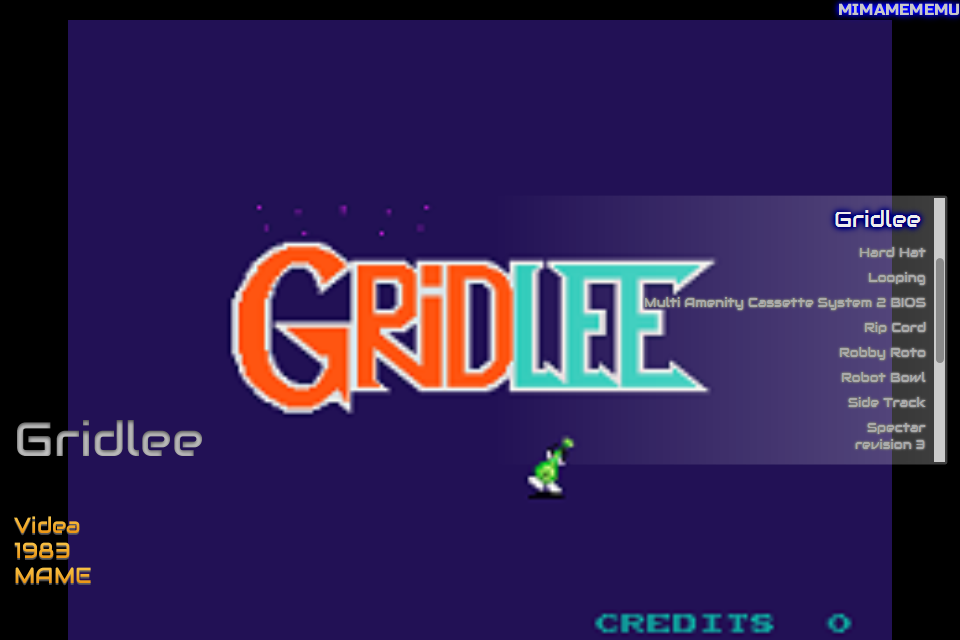 MIMAMEMEMU
GRIDLEE
Gridlee
Hard Hat
Looping
Multi Amenity Cassette System 2 BIOS
Rip Cord
Robby Roto
Robot Bowl
Side Track
Spectar
revision 3
Gridlee
Videa
1983
MAME
CREDITS 0